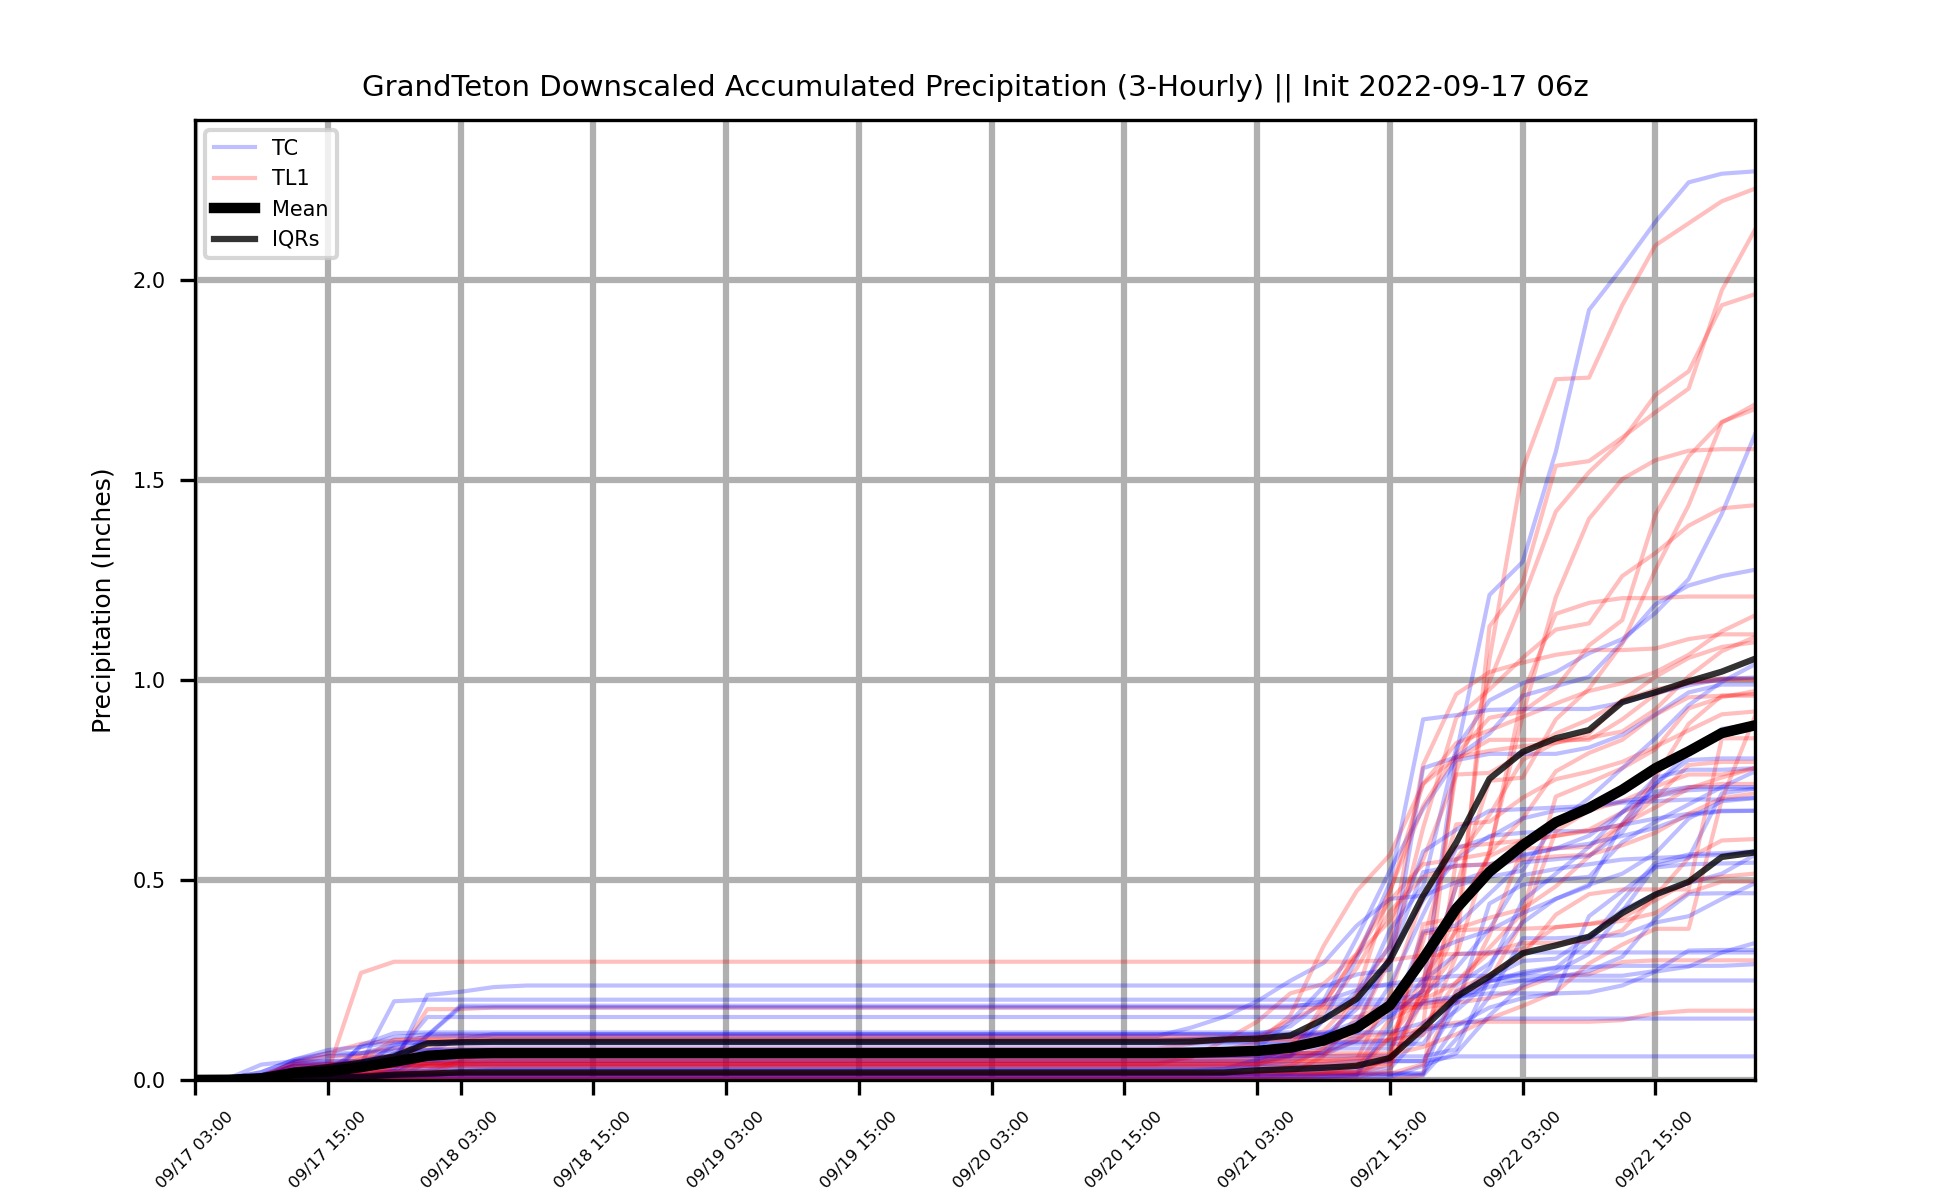 GrandTeton Downscaled Accumulated Precipitation (3-Hourly) || Init 2022-09-17 06z
TC
TL1
Mean
IQRs
Precipitation (Inches)
2.0
1.5
1.0
0.5
0.0
09/17 03:00
09/17 15:00
09/18 03:00
09/18 15:00
09/19 03:00
09/19 15:00
09/20 03:00
09/20 15:00
09/21 03:00
09/21 15:00
09/22 03:00
09/22 15:00